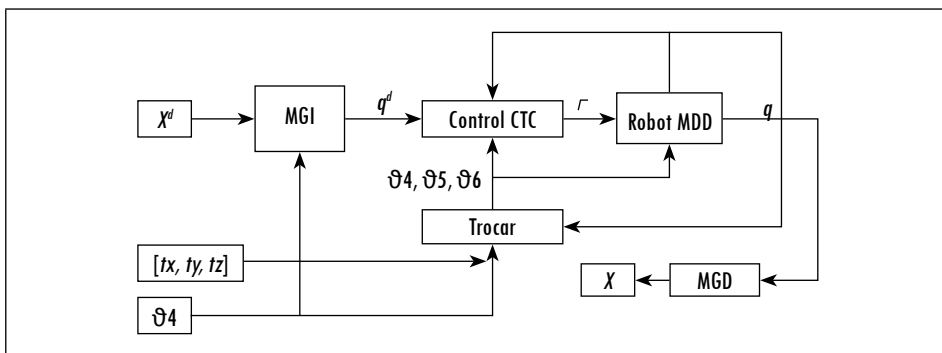 X^d
MGI
q^d
Control CTC
Γ
Robot MDD
q
ϑ4, ϑ5, ϑ6
Trocar
[tx, ty, tz]
X
MGD
ϑ4